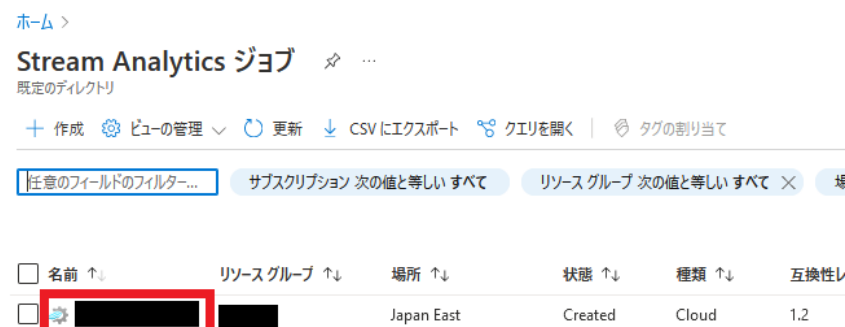 ホーム >
Stream Analytics ジョブ ...
既定のディレクトリ
+ 作成 ビューの管理 更新 CSV にエクスポート クエリを開く タグの割り当て
任意のフィールドのフィルター... サブスクリプション 次の値と等しい すべて リソース グループ 次の値と等しい すべて × 場
名前 ↑↓ リソース グループ ↑↓ 場所 ↑↓ 状態 ↑↓ 種類 ↑↓ 互換性レ
Japan East Created Cloud 1.2